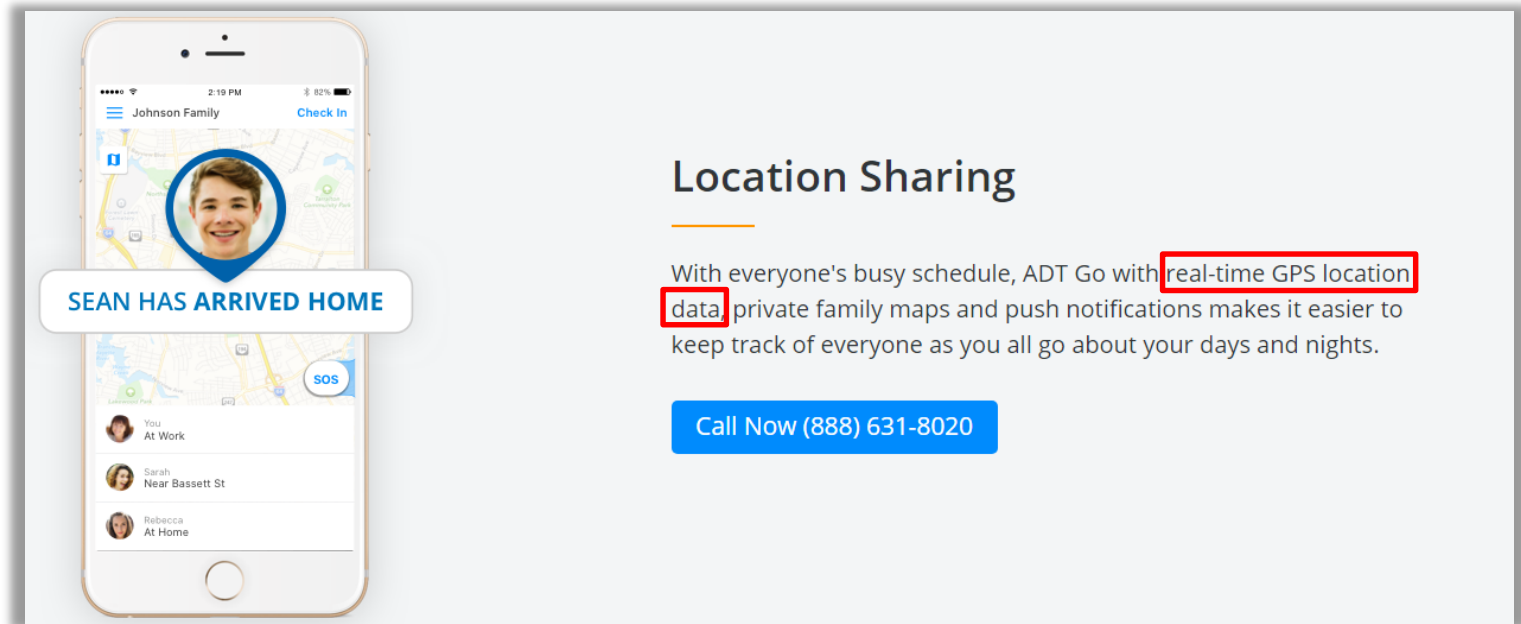 2:19 PM
82%
Johnson Family
Check In
SEAN HAS ARRIVED HOME
SOS
You
At Work
Sarah
Near Bassett St
Rebecca
At Home
Location Sharing
With everyone's busy schedule, ADT Go with real-time GPS location
data, private family maps and push notifications makes it easier to
keep track of everyone as you all go about your days and nights.
Call Now (888) 631-8020